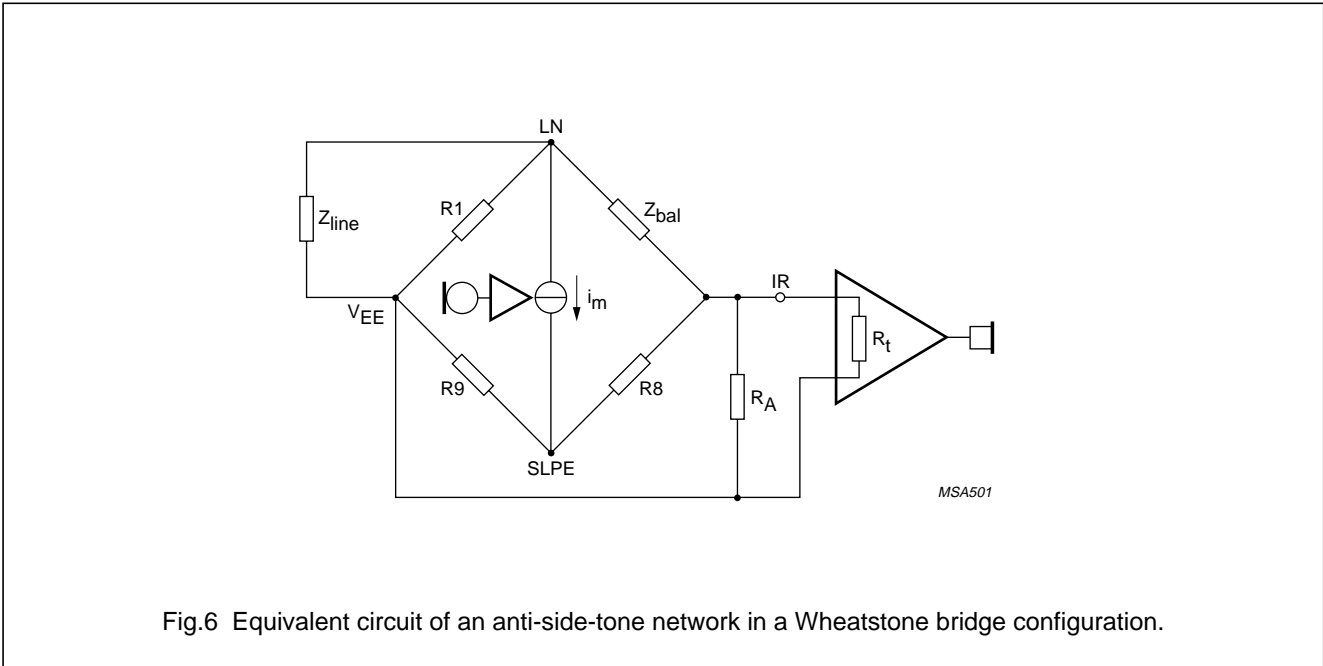 LN
R1
Zbal
Zline
IR
im
VEE
Rt
R9
R8
RA
SLPE
MSA501
Fig.6 Equivalent circuit of an anti-side-tone network in a Wheatstone bridge configuration.